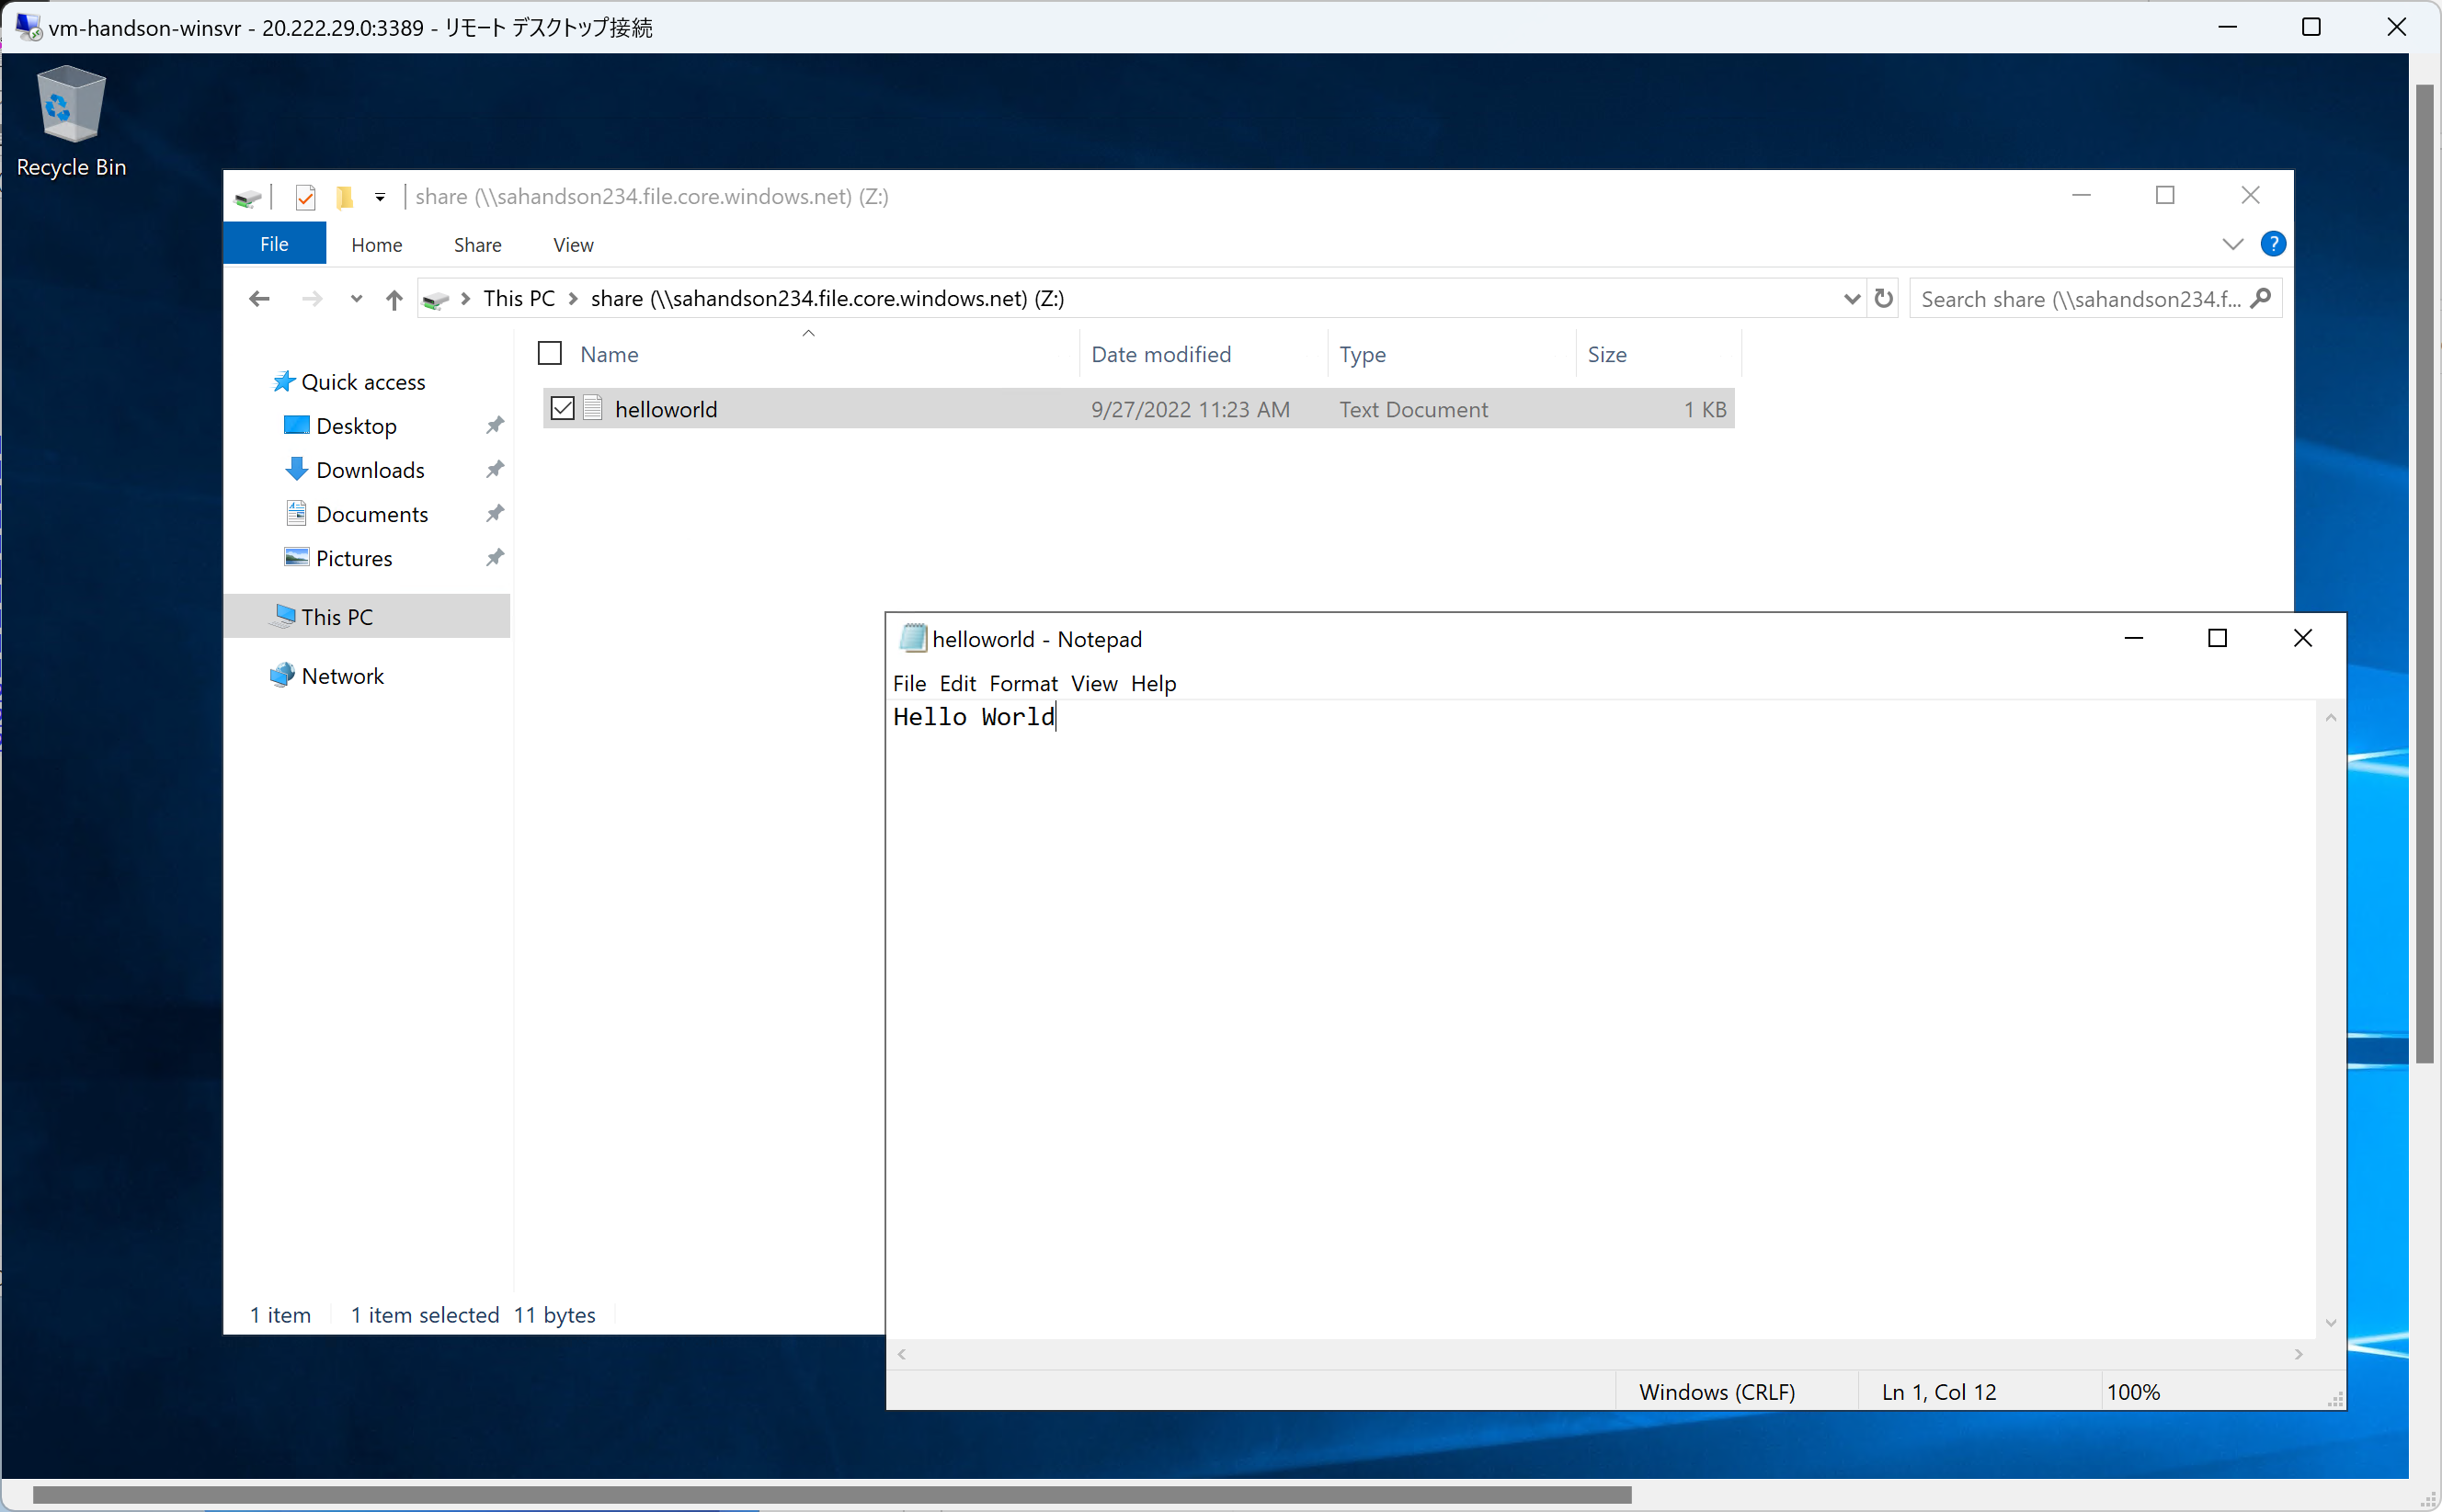 vm-handson-winsvr - 20.222.29.0:3389 - リモート デスクトップ接続
Recycle Bin
share (\\sahandson234.file.core.windows.net) (Z:)
File Home Share View
This PC share (\\sahandson234.file.core.windows.net) (Z:)
Search share (\\sahandson234.f...
Name Date modified Type Size
helloworld 9/27/2022 11:23 AM Text Document 1 KB
Quick access
Desktop
Downloads
Documents
Pictures
This PC
Network
helloworld - Notepad
File Edit Format View Help
Hello World
1 item 1 item selected 11 bytes
Windows (CRLF) Ln 1, Col 12 100%